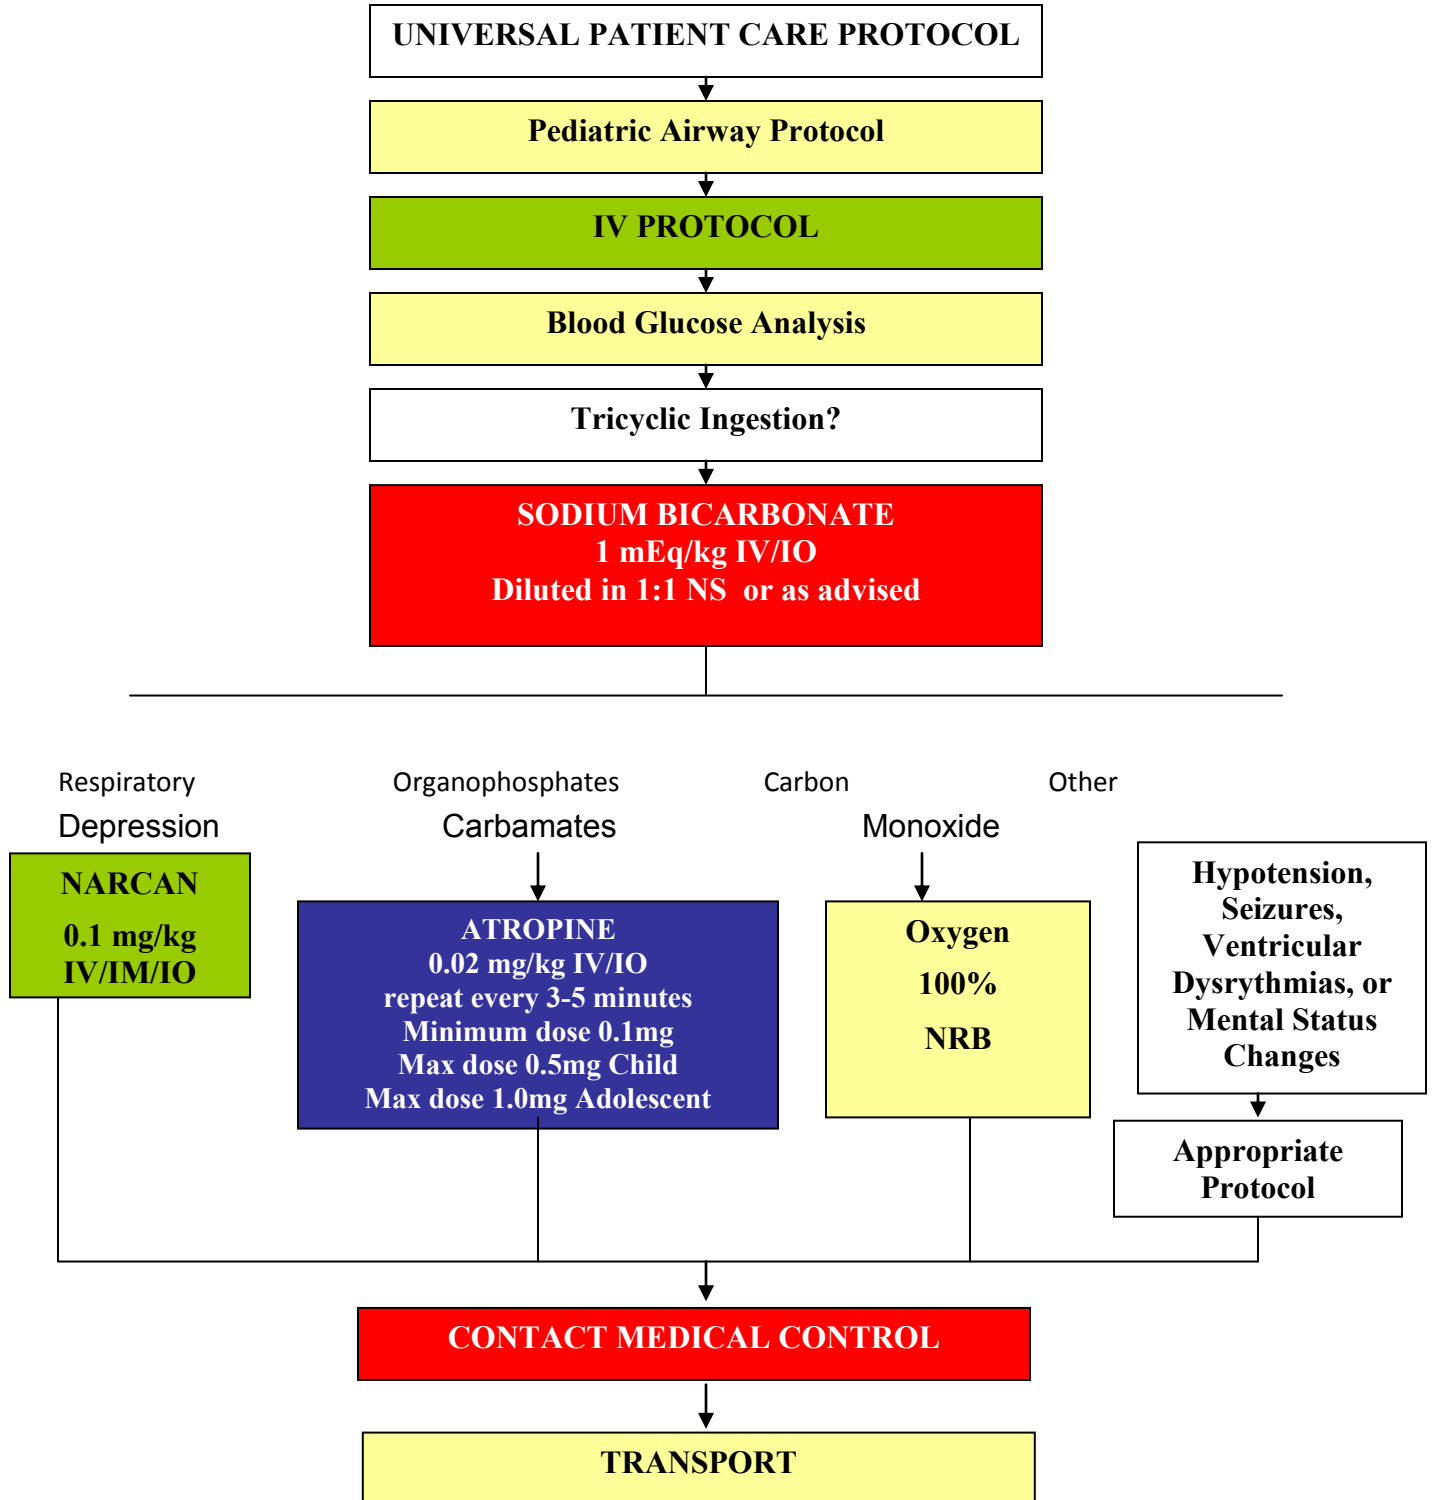 UNIVERSAL PATIENT CARE PROTOCOL
Pediatric Airway Protocol
IV PROTOCOL
Blood Glucose Analysis
Tricyclic Ingestion?
SODIUM BICARBONATE
1 mEq/kg IV/IO
Diluted in 1:1 NS or as advised
Respiratory
Depression
NARCAN
0.1 mg/kg
IV/IM/IO
Organophosphates
Carbamates
ATROPINE
0.02 mg/kg IV/IO
repeat every 3-5 minutes
Minimum dose 0.1mg
Max dose 0.5mg Child
Max dose 1.0mg Adolescent
Carbon
Monoxide
Oxygen
100%
NRB
Other
Hypotension,
Seizures,
Ventricular
Dysrythmias, or
Mental Status
Changes
Appropriate
Protocol
CONTACT MEDICAL CONTROL
TRANSPORT